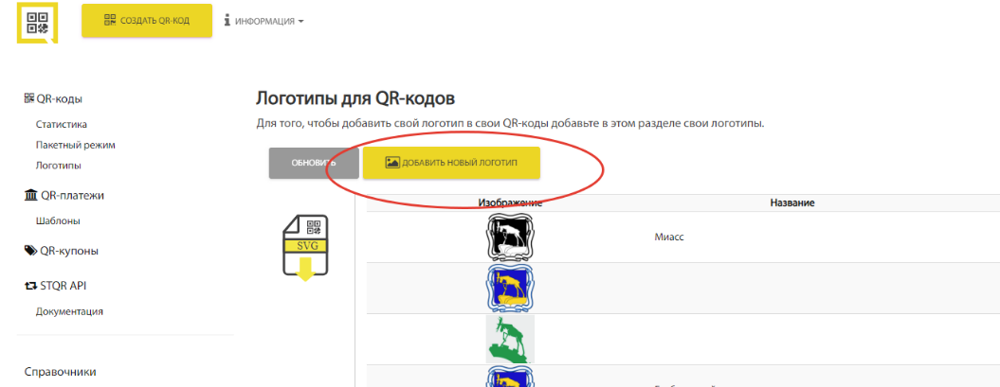 СОЗДАТЬ QR-КОД
ИНФОРМАЦИЯ
QR-коды
Статистика
Пакетный режим
Логотипы
QR-платежи
Шаблоны
QR-купоны
STQR API
Документация
Справочники
Логотипы для QR-кодов
Для того, чтобы добавить свой логотип в свои QR-коды добавьте в этом разделе свои логотипы.
ОБНОВИТЬ
ДОБАВИТЬ НОВЫЙ ЛОГОТИП
Изображение
Название
SVG
Миасс